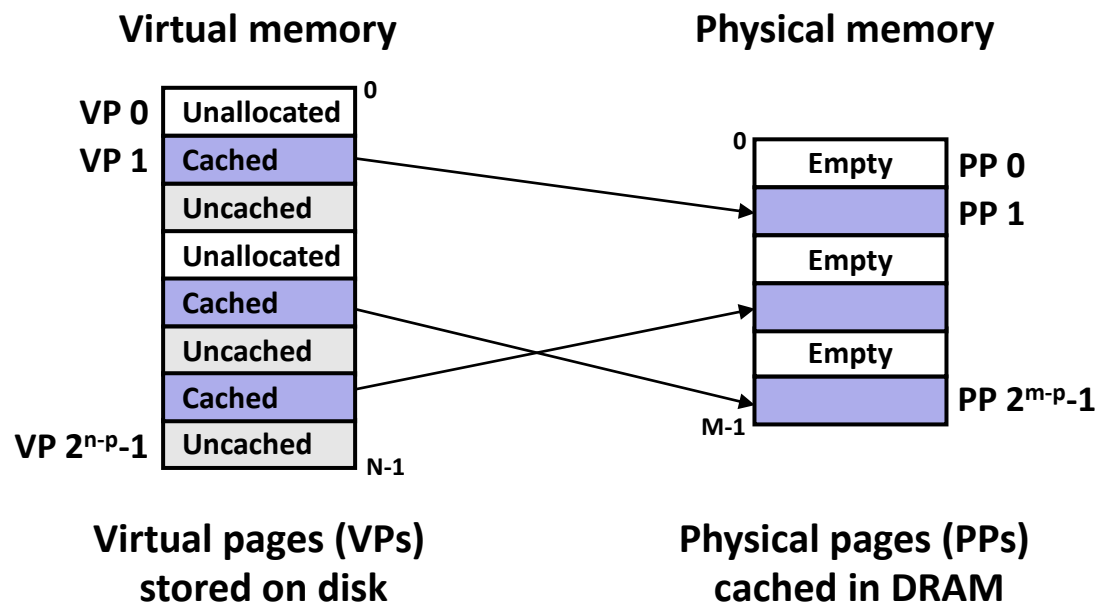 Virtual memory
Physical memory
0
VP 0
Unallocated
VP 1
Cached
Uncached
Unallocated
Cached
Uncached
Cached
VP 2ⁿ⁻ᵖ-1
Uncached
N-1
0
Empty
PP 0
PP 1
Empty
Empty
PP 2ᵐ⁻ᵖ-1
M-1
Virtual pages (VPs)
stored on disk
Physical pages (PPs)
cached in DRAM